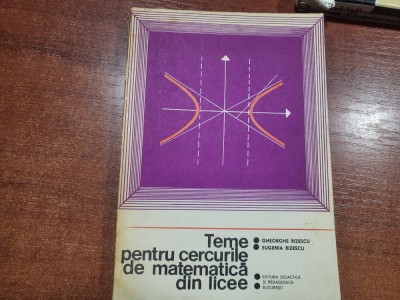 Teme
pentru cercurile
de matematică
din licee
GHEORGHE RIZESCU
EUGENIA RIZESCU
EDITURA DIDACTICĂ
ȘI PEDAGOGICĂ
BUCUREȘTI